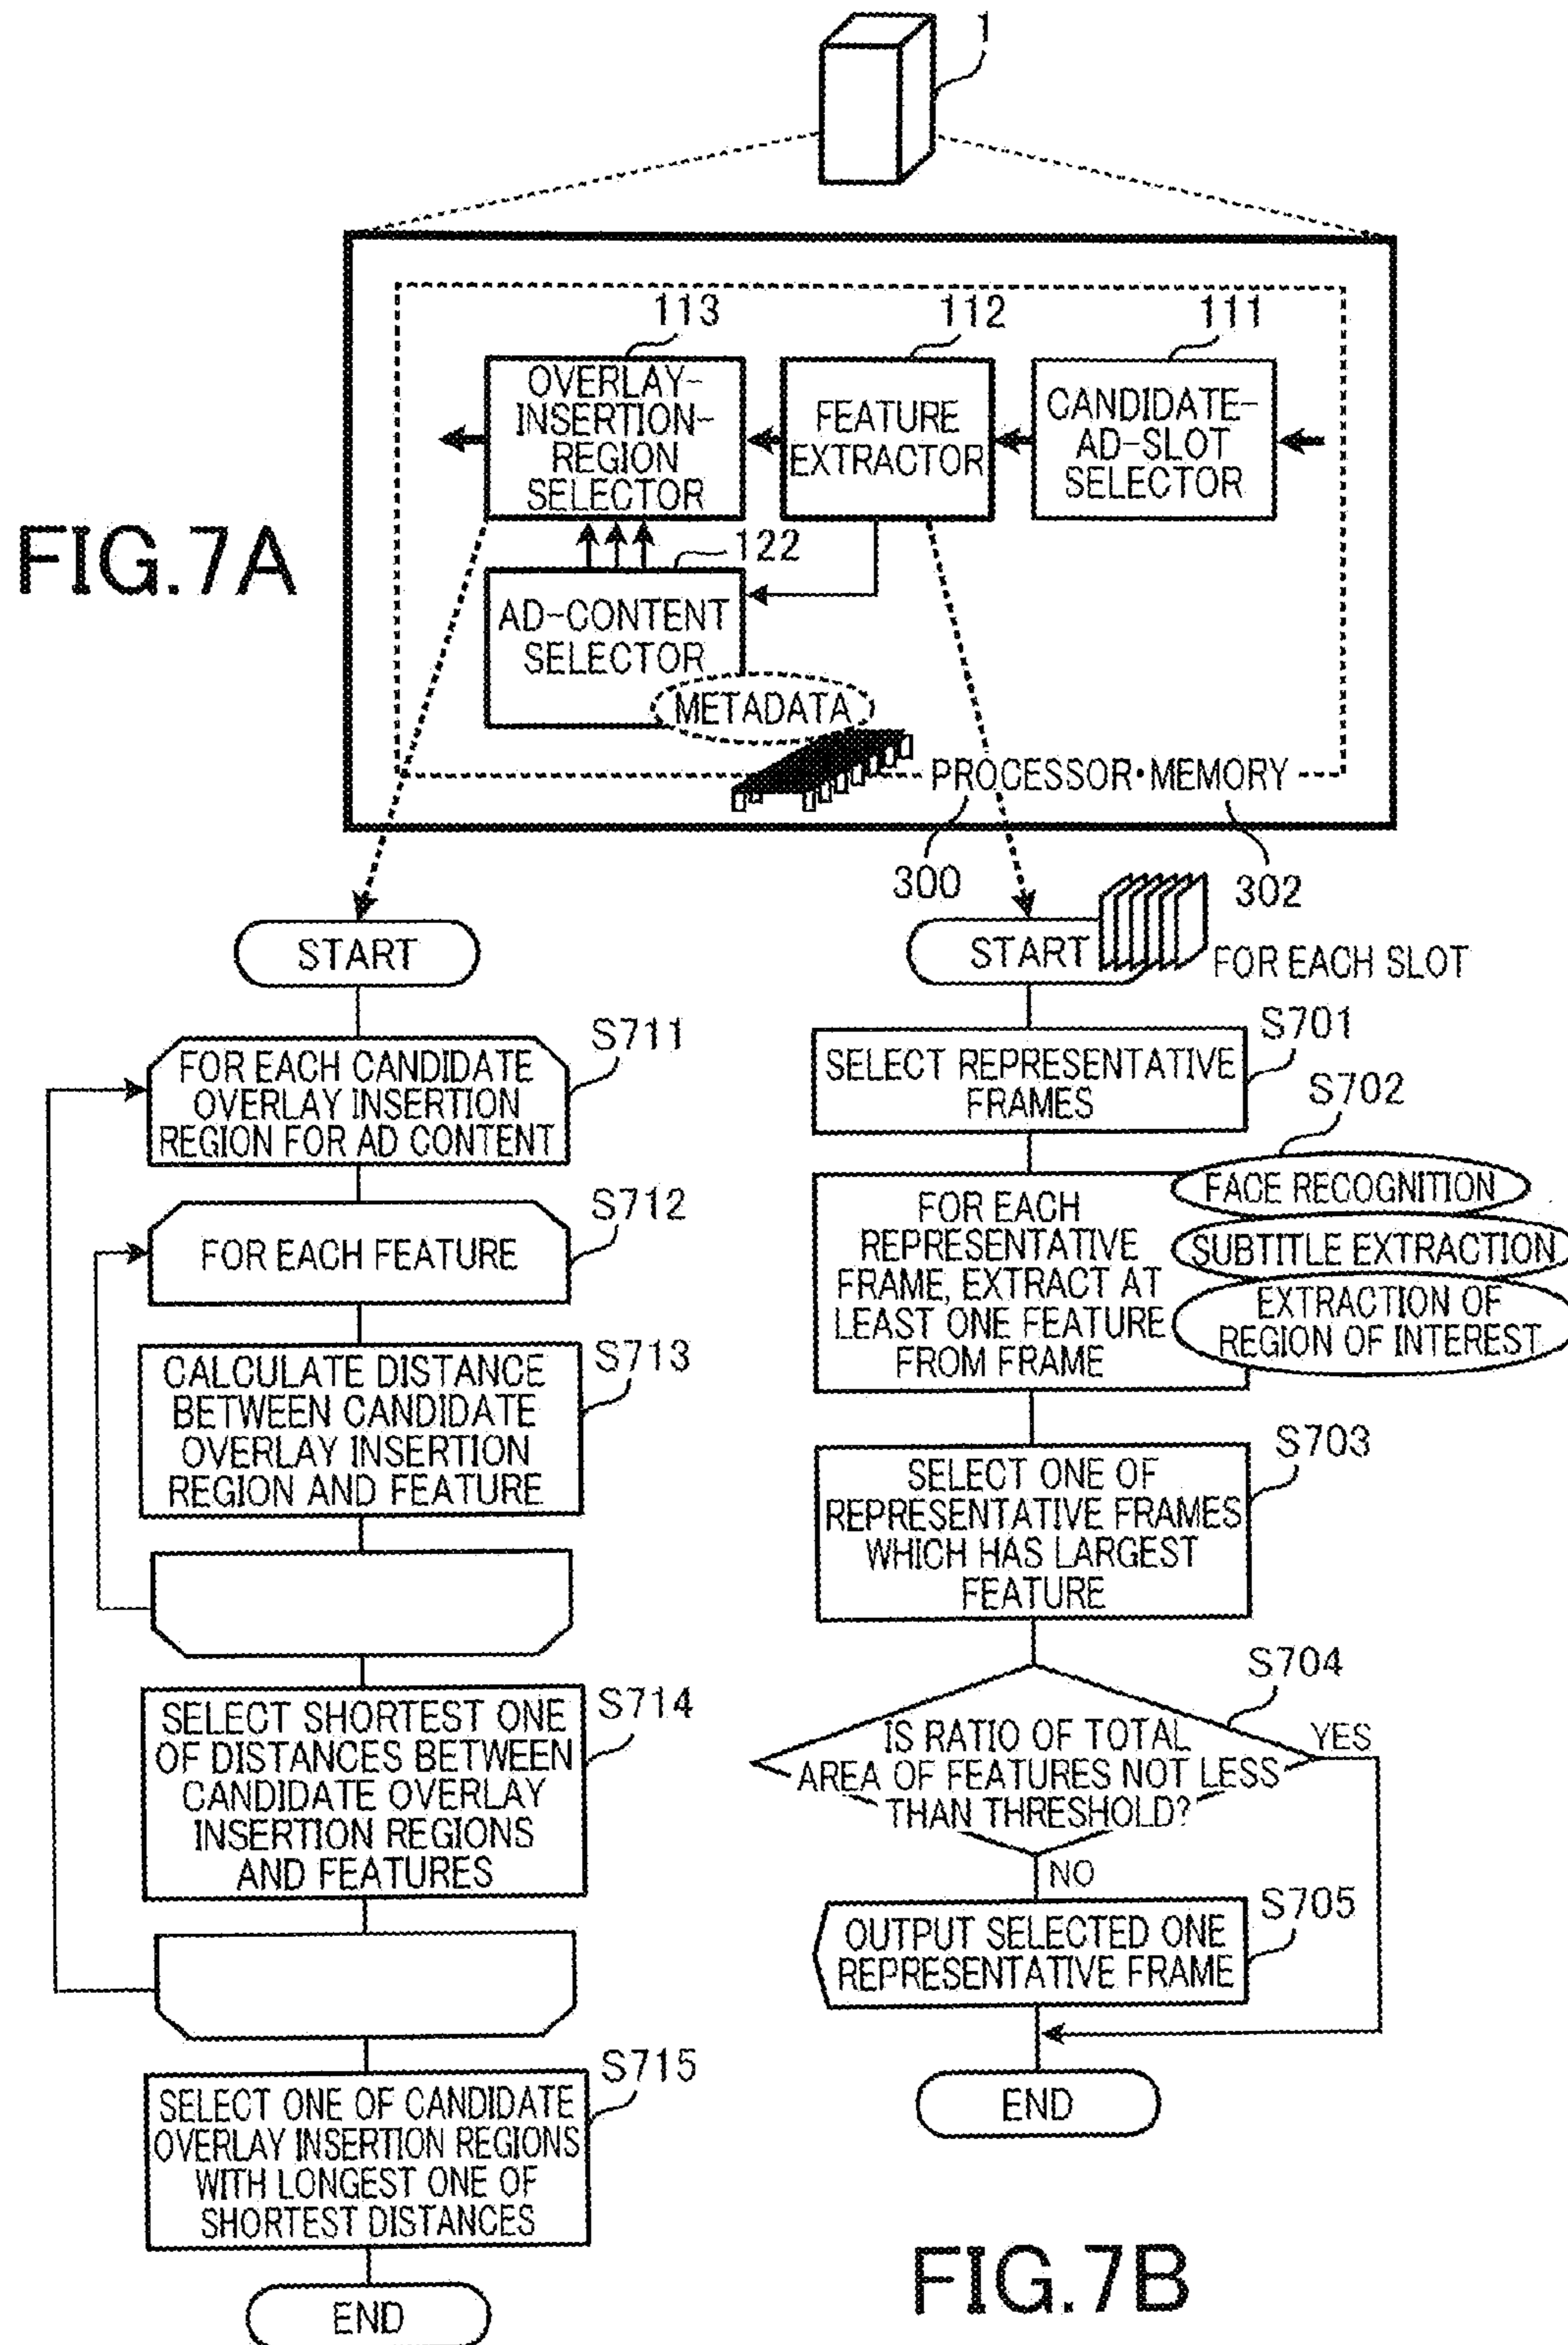 1
113
112
111
OVERLAY-
INSERTION-
REGION
SELECTOR
FEATURE
EXTRACTOR
CANDIDATE-
AD-SLOT
SELECTOR
FIG.7A
122
AD-CONTENT
SELECTOR
METADATA
PROCESSOR・MEMORY
300
302
START
FOR EACH CANDIDATE
OVERLAY INSERTION
REGION FOR AD CONTENT
S711
FOR EACH FEATURE
S712
CALCULATE DISTANCE
BETWEEN CANDIDATE
OVERLAY INSERTION
REGION AND FEATURE
S713
SELECT SHORTEST ONE
OF DISTANCES BETWEEN
CANDIDATE OVERLAY
INSERTION REGIONS
AND FEATURES
S714
SELECT ONE OF CANDIDATE
OVERLAY INSERTION REGIONS
WITH LONGEST ONE OF
SHORTEST DISTANCES
S715
END
START
FOR EACH SLOT
SELECT REPRESENTATIVE
FRAMES
S701
S702
FOR EACH
REPRESENTATIVE
FRAME, EXTRACT AT
LEAST ONE FEATURE
FROM FRAME
FACE RECOGNITION
SUBTITLE EXTRACTION
EXTRACTION OF
REGION OF INTEREST
SELECT ONE OF
REPRESENTATIVE FRAMES
WHICH HAS LARGEST
FEATURE
S703
S704
IS RATIO OF TOTAL
AREA OF FEATURES NOT LESS
THAN THRESHOLD?
YES
NO
OUTPUT SELECTED ONE
REPRESENTATIVE FRAME
S705
END
FIG.7B